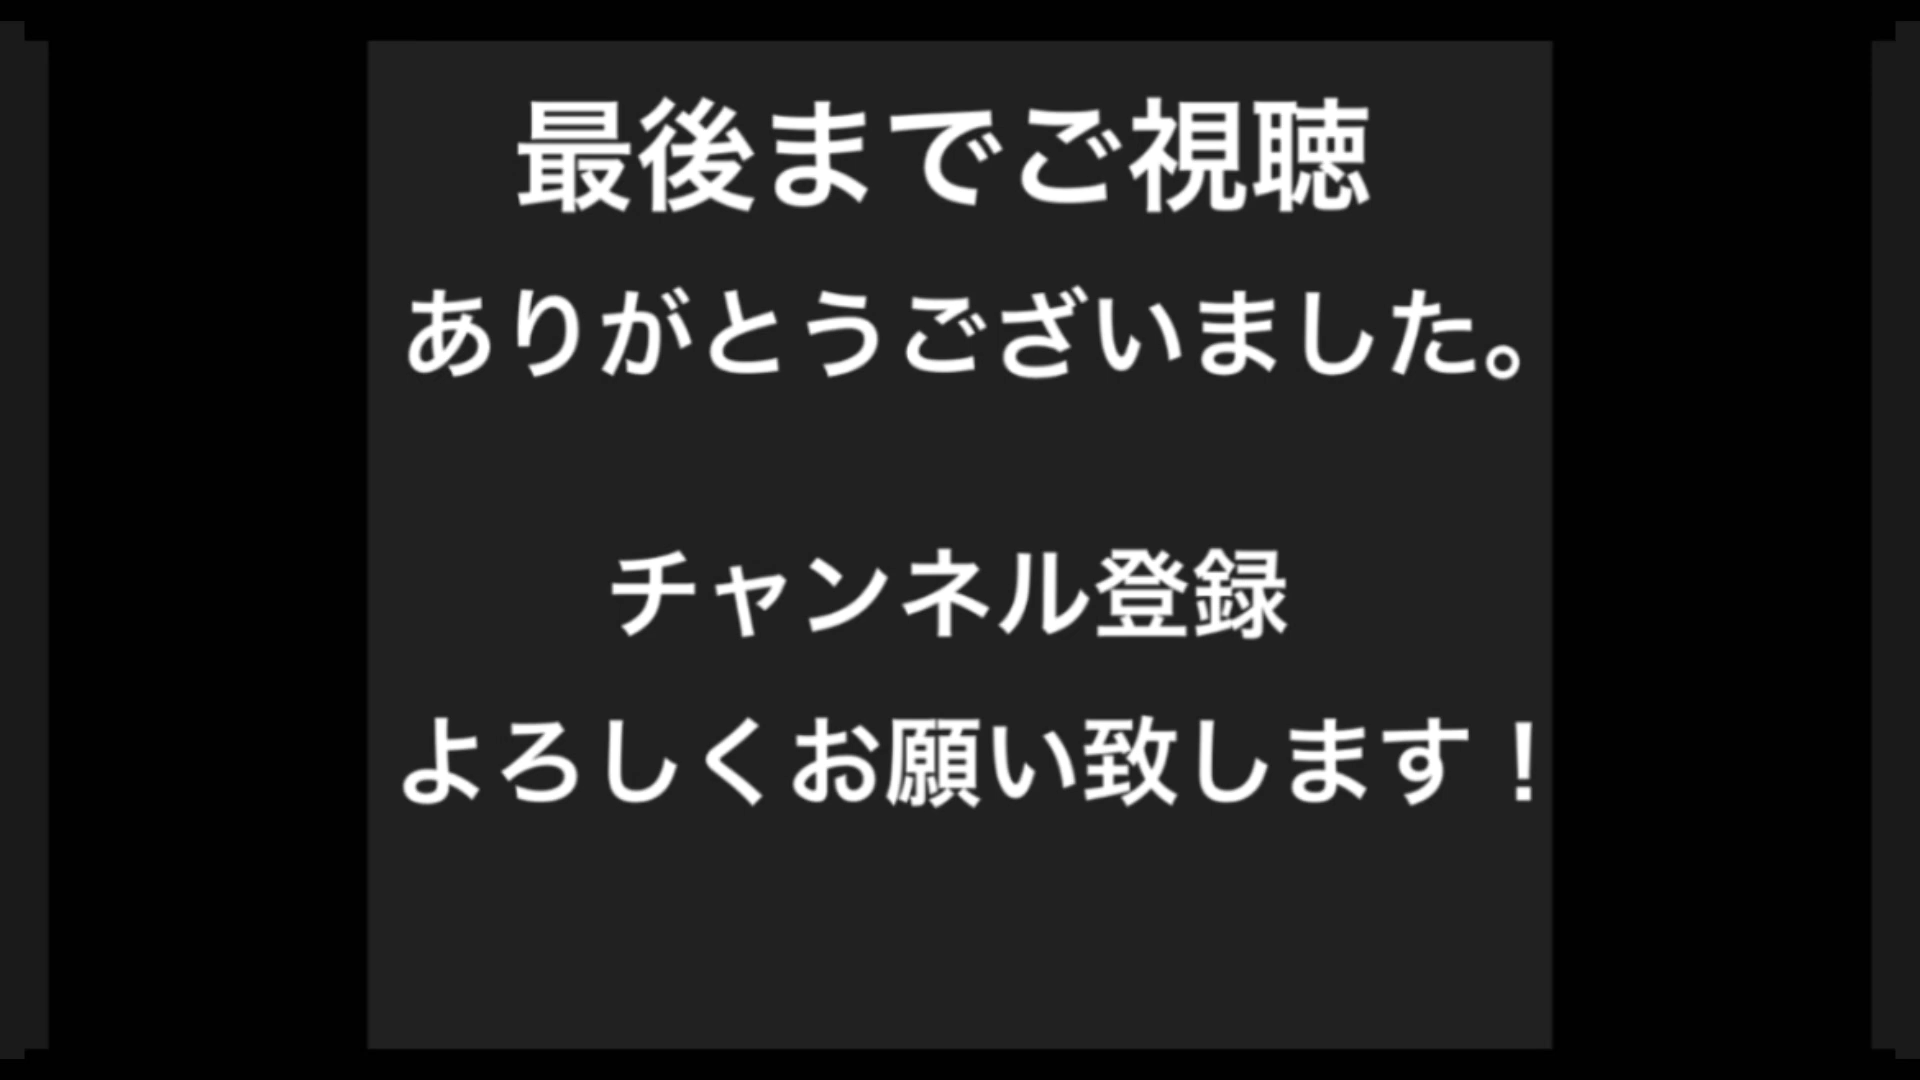 最後までご視聴
ありがとうございました。
チャンネル登録
よろしくお願い致します！